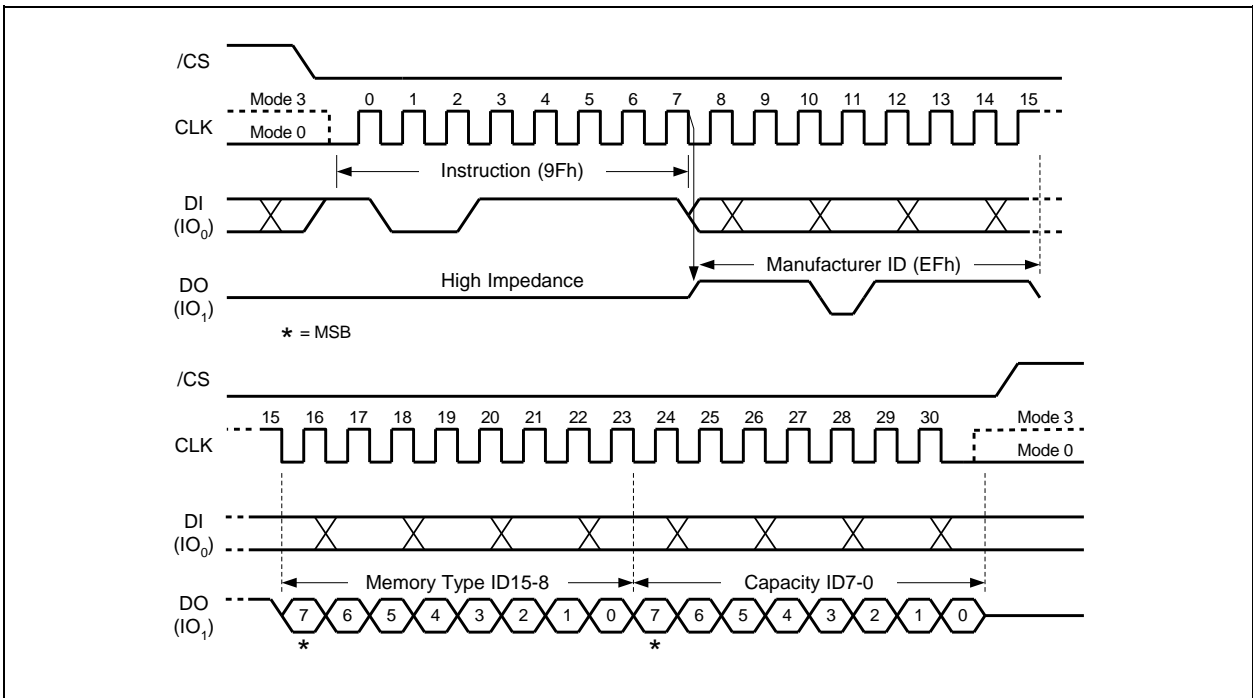 /CS
Mode 3 0 1 2 3 4 5 6 7 8 9 10 11 12 13 14 15
CLK
Mode 0
Instruction (9Fh)
DI
(IO₀)
Manufacturer ID (EFh)
High Impedance
DO
(IO₁)
* = MSB
/CS
15 16 17 18 19 20 21 22 23 24 25 26 27 28 29 30 Mode 3
CLK
Mode 0
DI
(IO₀)
Memory Type ID15-8 Capacity ID7-0
DO
(IO₁)
7 6 5 4 3 2 1 0 7 6 5 4 3 2 1 0
* *